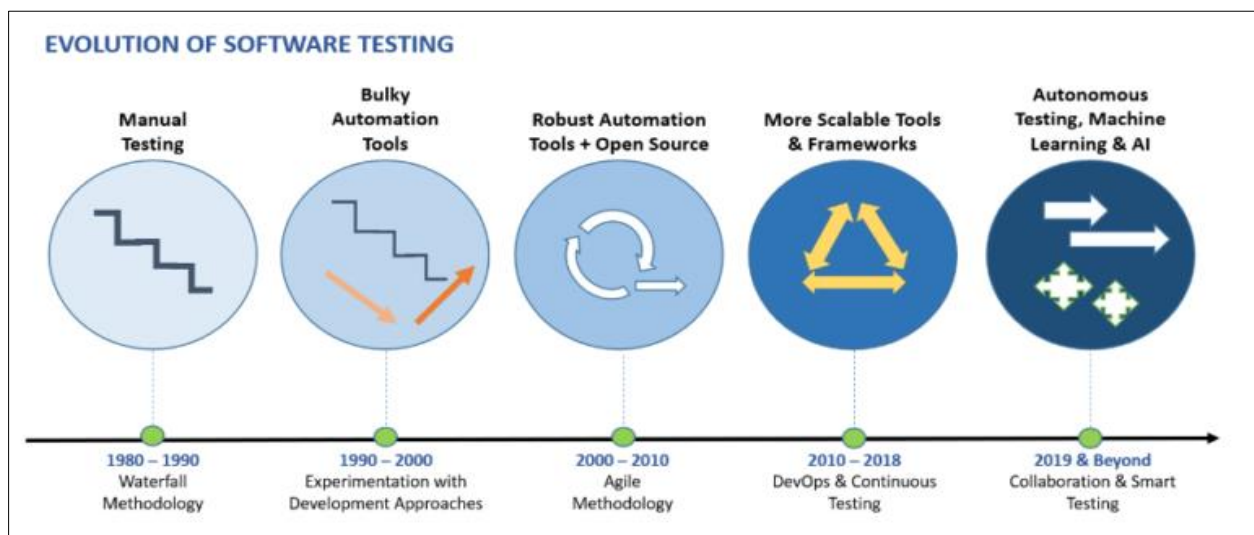 EVOLUTION OF SOFTWARE TESTING
Manual
Testing
Bulky
Automation
Tools
Robust Automation
Tools + Open Source
More Scalable Tools
& Frameworks
Autonomous
Testing, Machine
Learning & AI
1980 – 1990
Waterfall
Methodology
1990 – 2000
Experimentation with
Development Approaches
2000 – 2010
Agile
Methodology
2010 – 2018
DevOps & Continuous
Testing
2019 & Beyond
Collaboration & Smart
Testing